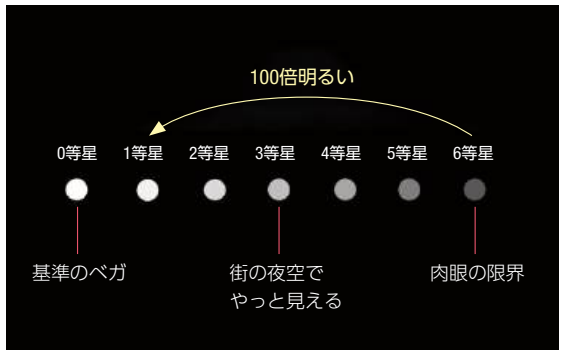 100倍明るい
0等星 1等星 2等星 3等星 4等星 5等星 6等星
基準のベガ
街の夜空で
やっと見える
肉眼の限界